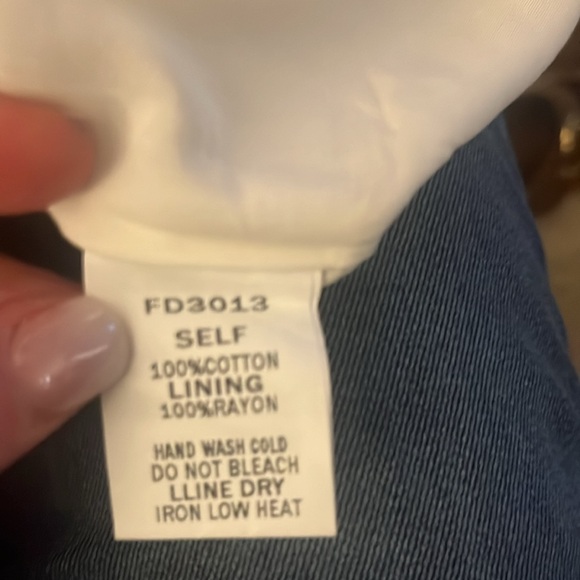 FD3013
SELF
100%COTTON
LINING
100%RAYON
HAND WASH COLD
DO NOT BLEACH
LLINE DRY
IRON LOW HEAT